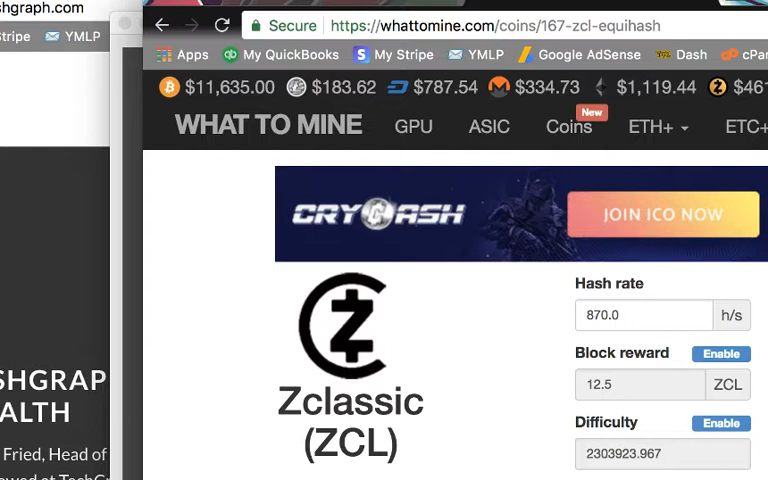 shgraph.com
Stripe
YMLP
SHGRAP
ALTH
Fried, Head of
Secure
https://whattomine.com/coins/167-zcl-equihash
Apps
My QuickBooks
My Stripe
YMLP
Google AdSense
Dash
cPa
$11,635.00
$183.62
$787.54
$334.73
$1,119.44
$461
WHAT TO MINE
GPU
ASIC
Coins
New
ETH+
ETC+
CRYCASH
JOIN ICO NOW
Zclassic
(ZCL)
Hash rate
870.0 h/s
Block reward Enable
12.5 ZCL
Difficulty Enable
2303923.967